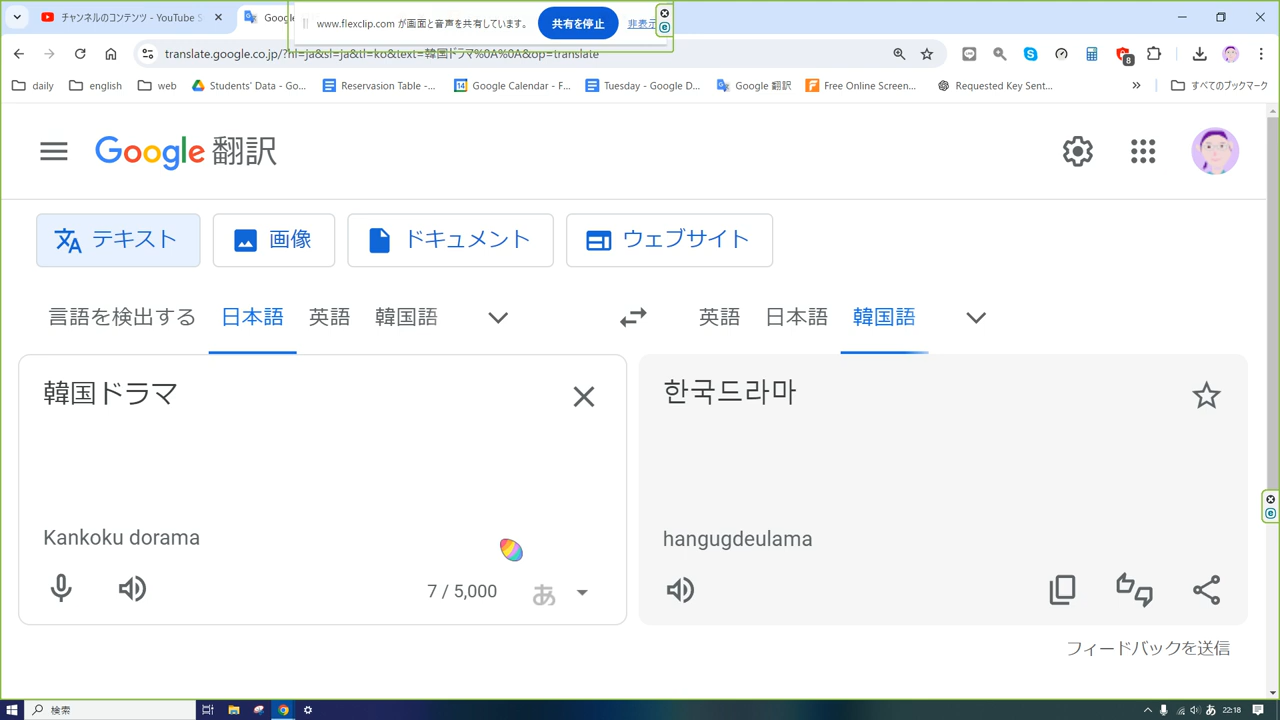 チャンネルのコンテンツ - YouTube S
Googl
www.flexclip.com が画面と音声を共有しています。
共有を停止
非表示
translate.google.co.jp/?hl=ja&sl=ja&tl=ko&text=韓国ドラマ%0A%0A&op=translate
8
daily
english
web
Students' Data - Go...
Reservasion Table -...
Google Calendar - F...
Tuesday - Google D...
Google 翻訳
Free Online Screen...
Requested Key Sent...
すべてのブックマーク
Google 翻訳
テキスト
画像
ドキュメント
ウェブサイト
言語を検出する
日本語
英語
韓国語
英語
日本語
韓国語
韓国ドラマ
한국드라마
Kankoku dorama
hangugdeulama
7 / 5,000
あ
フィードバックを送信
検索
あ
22:18